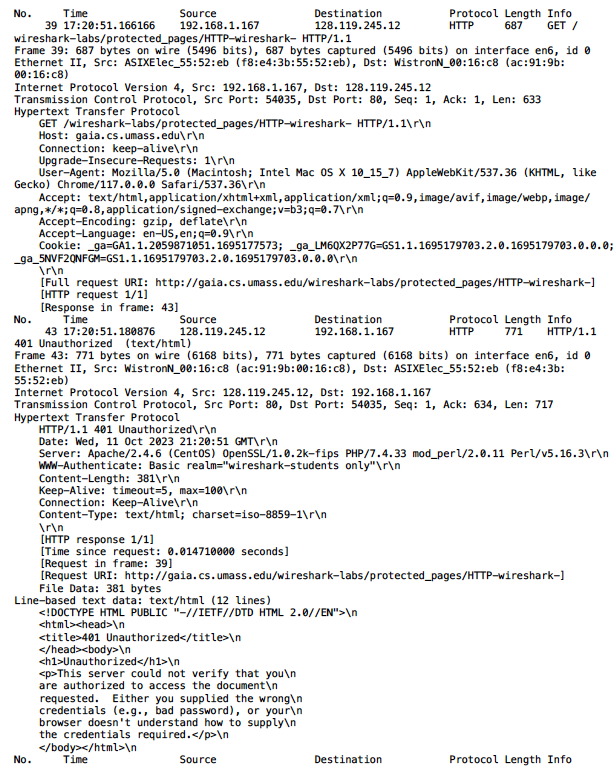 No. Time Source Destination Protocol Length Info
39 17:20:51.166166 192.168.1.167 128.119.245.12 HTTP 687 GET /
wireshark-labs/protected_pages/HTTP-wireshark- HTTP/1.1
Frame 39: 687 bytes on wire (5496 bits), 687 bytes captured (5496 bits) on interface en6, id 0
Ethernet II, Src: ASIXElec_55:52:eb (f8:e4:3b:55:52:eb), Dst: WistronN_00:16:c8 (ac:91:9b:
00:16:c8)
Internet Protocol Version 4, Src: 192.168.1.167, Dst: 128.119.245.12
Transmission Control Protocol, Src Port: 54035, Dst Port: 80, Seq: 1, Ack: 1, Len: 633
Hypertext Transfer Protocol
GET /wireshark-labs/protected_pages/HTTP-wireshark- HTTP/1.1\r\n
Host: gaia.cs.umass.edu\r\n
Connection: keep-alive\r\n
Upgrade-Insecure-Requests: 1\r\n
User-Agent: Mozilla/5.0 (Macintosh; Intel Mac OS X 10_15_7) AppleWebKit/537.36 (KHTML, like
Gecko) Chrome/117.0.0.0 Safari/537.36\r\n
Accept: text/html,application/xhtml+xml,application/xml;q=0.9,image/avif,image/webp,image/
apng,*/*;q=0.8,application/signed-exchange;v=b3;q=0.7\r\n
Accept-Encoding: gzip, deflate\r\n
Accept-Language: en-US,en;q=0.9\r\n
Cookie: _ga=GA1.1.2059871051.1695177573; _ga_LM6QX2P77G=GS1.1.1695179703.2.0.1695179703.0.0.0;
_ga_5NVF2QNFGM=GS1.1.1695179703.2.0.1695179703.0.0.0\r\n
\r\n
[Full request URI: http://gaia.cs.umass.edu/wireshark-labs/protected_pages/HTTP-wireshark-]
[HTTP request 1/1]
[Response in frame: 43]
No. Time Source Destination Protocol Length Info
43 17:20:51.180876 128.119.245.12 192.168.1.167 HTTP 771 HTTP/1.1
401 Unauthorized (text/html)
Frame 43: 771 bytes on wire (6168 bits), 771 bytes captured (6168 bits) on interface en6, id 0
Ethernet II, Src: WistronN_00:16:c8 (ac:91:9b:00:16:c8), Dst: ASIXElec_55:52:eb (f8:e4:3b:
55:52:eb)
Internet Protocol Version 4, Src: 128.119.245.12, Dst: 192.168.1.167
Transmission Control Protocol, Src Port: 80, Dst Port: 54035, Seq: 1, Ack: 634, Len: 717
Hypertext Transfer Protocol
HTTP/1.1 401 Unauthorized\r\n
Date: Wed, 11 Oct 2023 21:20:51 GMT\r\n
Server: Apache/2.4.6 (CentOS) OpenSSL/1.0.2k-fips PHP/7.4.33 mod_perl/2.0.11 Perl/v5.16.3\r\n
WWW-Authenticate: Basic realm="wireshark-students only"\r\n
Content-Length: 381\r\n
Keep-Alive: timeout=5, max=100\r\n
Connection: Keep-Alive\r\n
Content-Type: text/html; charset=iso-8859-1\r\n
\r\n
[HTTP response 1/1]
[Time since request: 0.014710000 seconds]
[Request in frame: 39]
[Request URI: http://gaia.cs.umass.edu/wireshark-labs/protected_pages/HTTP-wireshark-]
File Data: 381 bytes
Line-based text data: text/html (12 lines)
<!DOCTYPE HTML PUBLIC "-//IETF//DTD HTML 2.0//EN">\n
<html><head>\n
<title>401 Unauthorized</title>\n
</head><body>\n
<h1>Unauthorized</h1>\n
<p>This server could not verify that you\n
are authorized to access the document\n
requested. Either you supplied the wrong\n
credentials (e.g., bad password), or your\n
browser doesn't understand how to supply\n
the credentials required.</p>\n
</body></html>\n
No. Time Source Destination Protocol Length Info